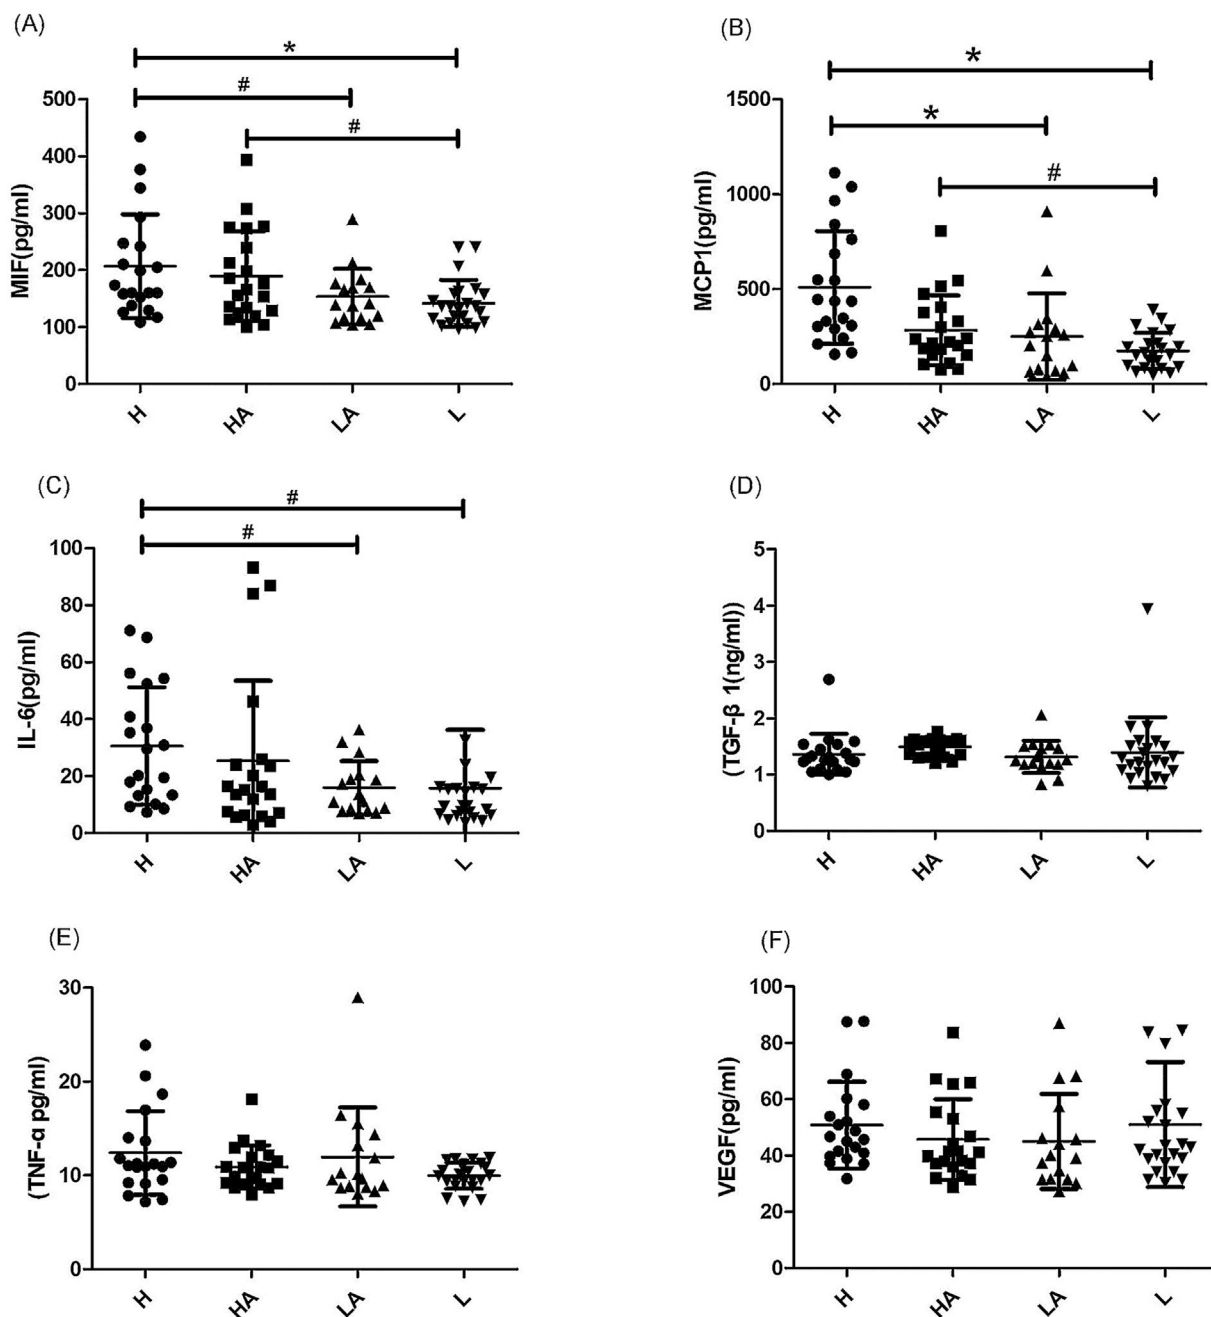 (A)
*
#
#
500
400
300
200
100
0
MIF(pg/ml)
H
HA
LA
L
(B)
*
*
#
1500
1000
500
0
MCP1(pg/ml)
H
HA
LA
L
(C)
#
#
100
80
60
40
20
0
IL-6(pg/ml)
H
HA
LA
L
(D)
5
4
3
2
1
0
(TGF-β 1(ng/ml))
H
HA
LA
L
(E)
30
20
10
0
(TNF-α pg/ml)
H
HA
LA
L
(F)
100
80
60
40
20
0
VEGF(pg/ml)
H
HA
LA
L